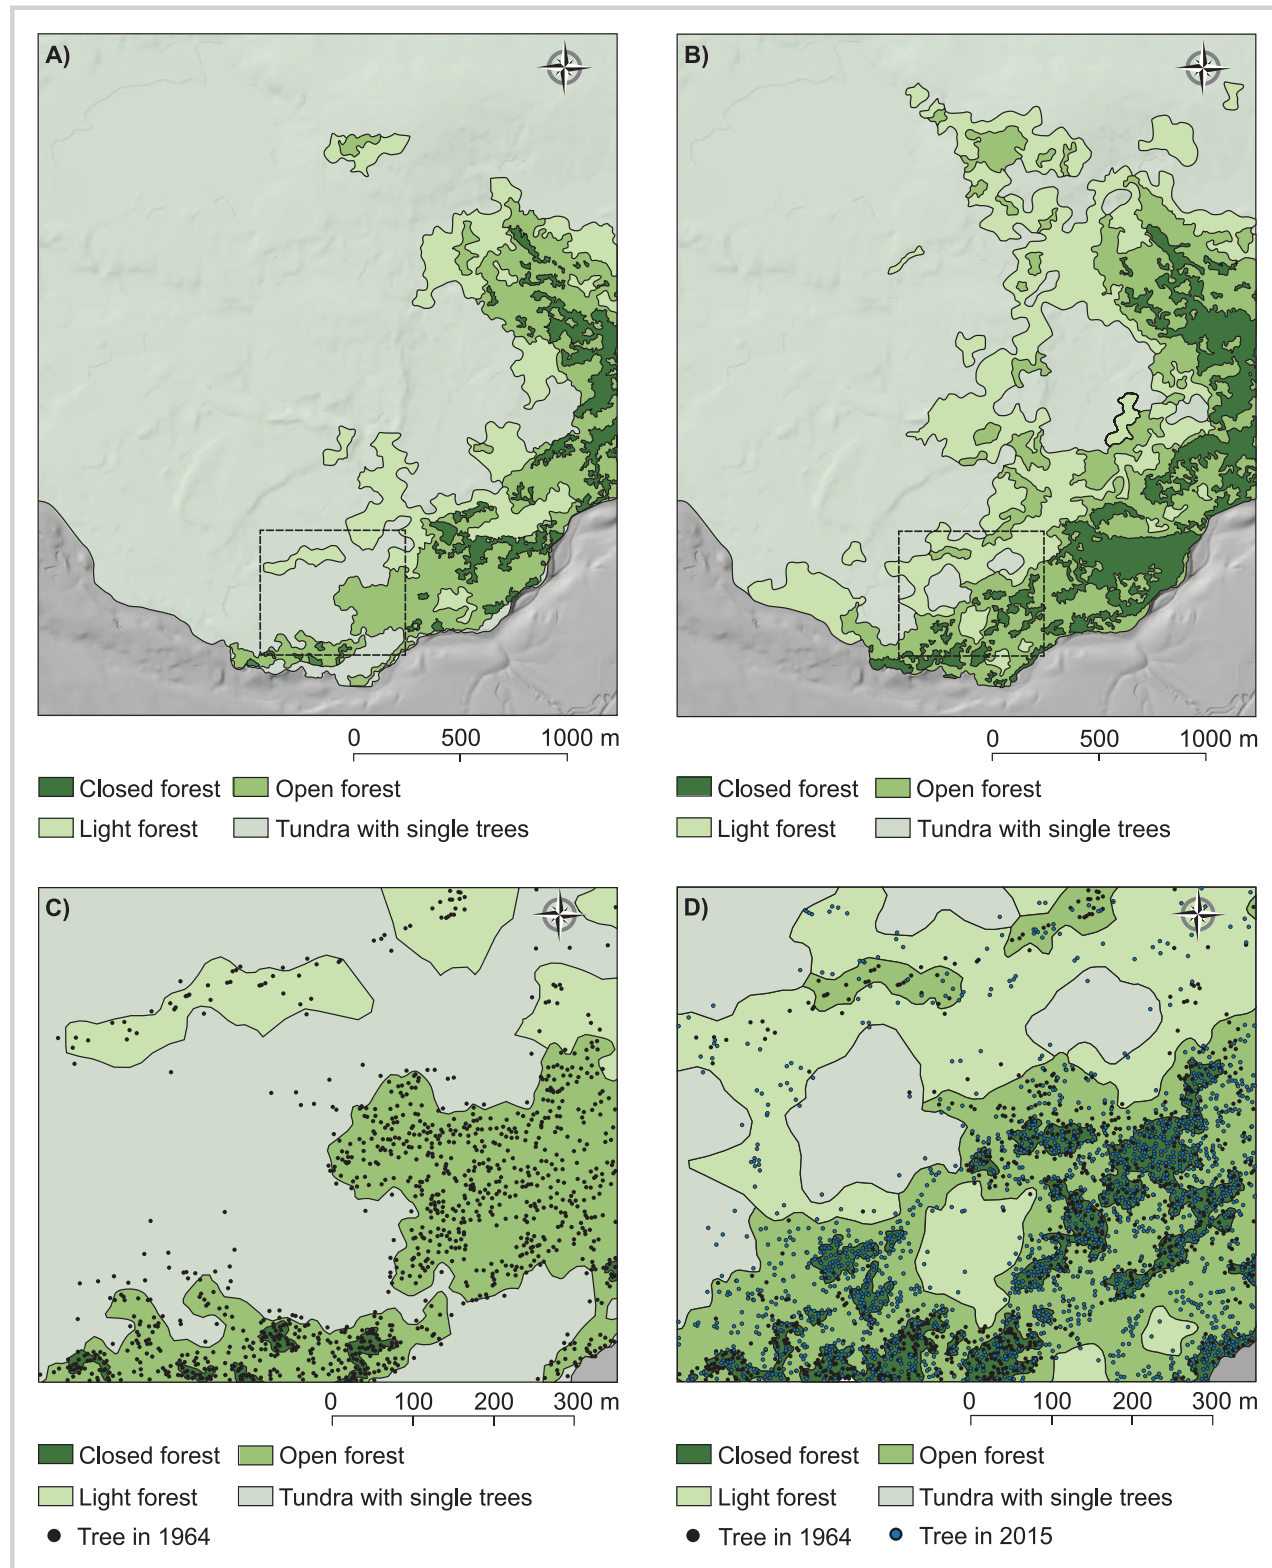 A)
B)
0 500 1000 m
0 500 1000 m
Closed forest Open forest
Light forest Tundra with single trees
Closed forest Open forest
Light forest Tundra with single trees
C)
D)
0 100 200 300 m
0 100 200 300 m
Closed forest Open forest
Light forest Tundra with single trees
Tree in 1964
Closed forest Open forest
Light forest Tundra with single trees
Tree in 1964 Tree in 2015